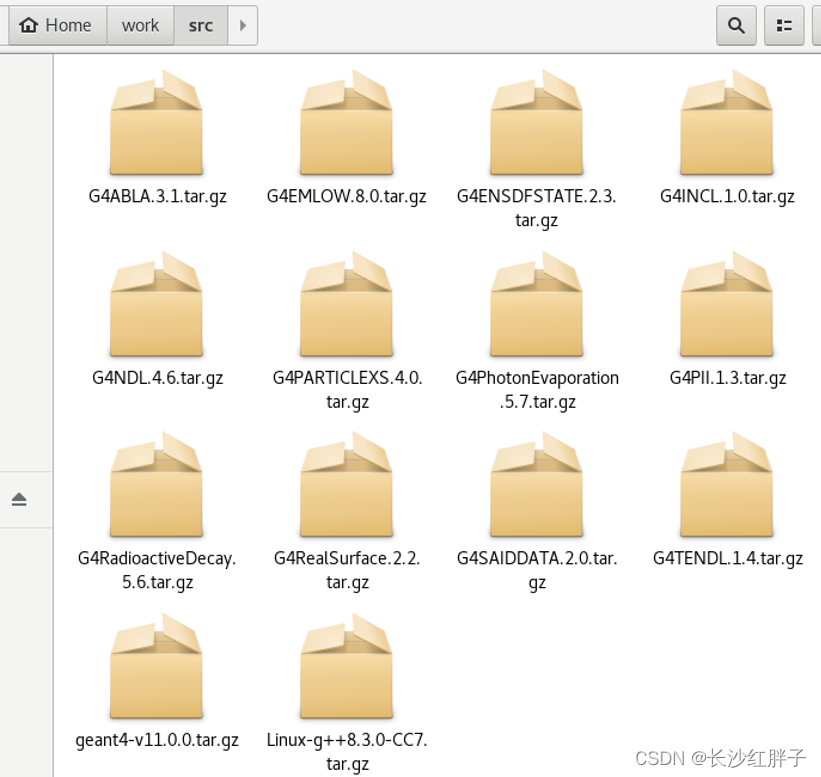 Home work src
G4ABLA.3.1.tar.gz
G4EMLOW.8.0.tar.gz
G4ENSDFSTATE.2.3.
tar.gz
G4INCL.1.0.tar.gz
G4NDL.4.6.tar.gz
G4PARTICLEXS.4.0.
tar.gz
G4PhotonEvaporation
.5.7.tar.gz
G4PII.1.3.tar.gz
G4RadioactiveDecay.
5.6.tar.gz
G4RealSurface.2.2.
tar.gz
G4SAIDDATA.2.0.tar.
gz
G4TENDL.1.4.tar.gz
geant4-v11.0.0.tar.gz
Linux-g++8.3.0-CC7.
tar.gz
CSDN @长沙红胖子